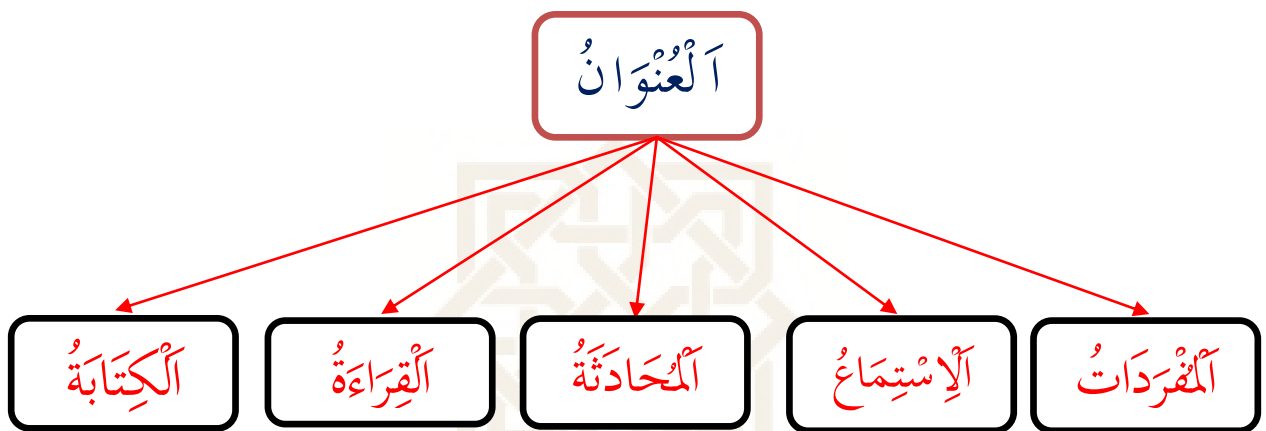 اَلْعُنْوَانُ
اَلْمُفْرَدَاتُ
اَلْاِسْتِمَاعُ
اَلْمُحَادَثَةُ
اَلْقِرَاءَةُ
اَلْكِتَابَةُ